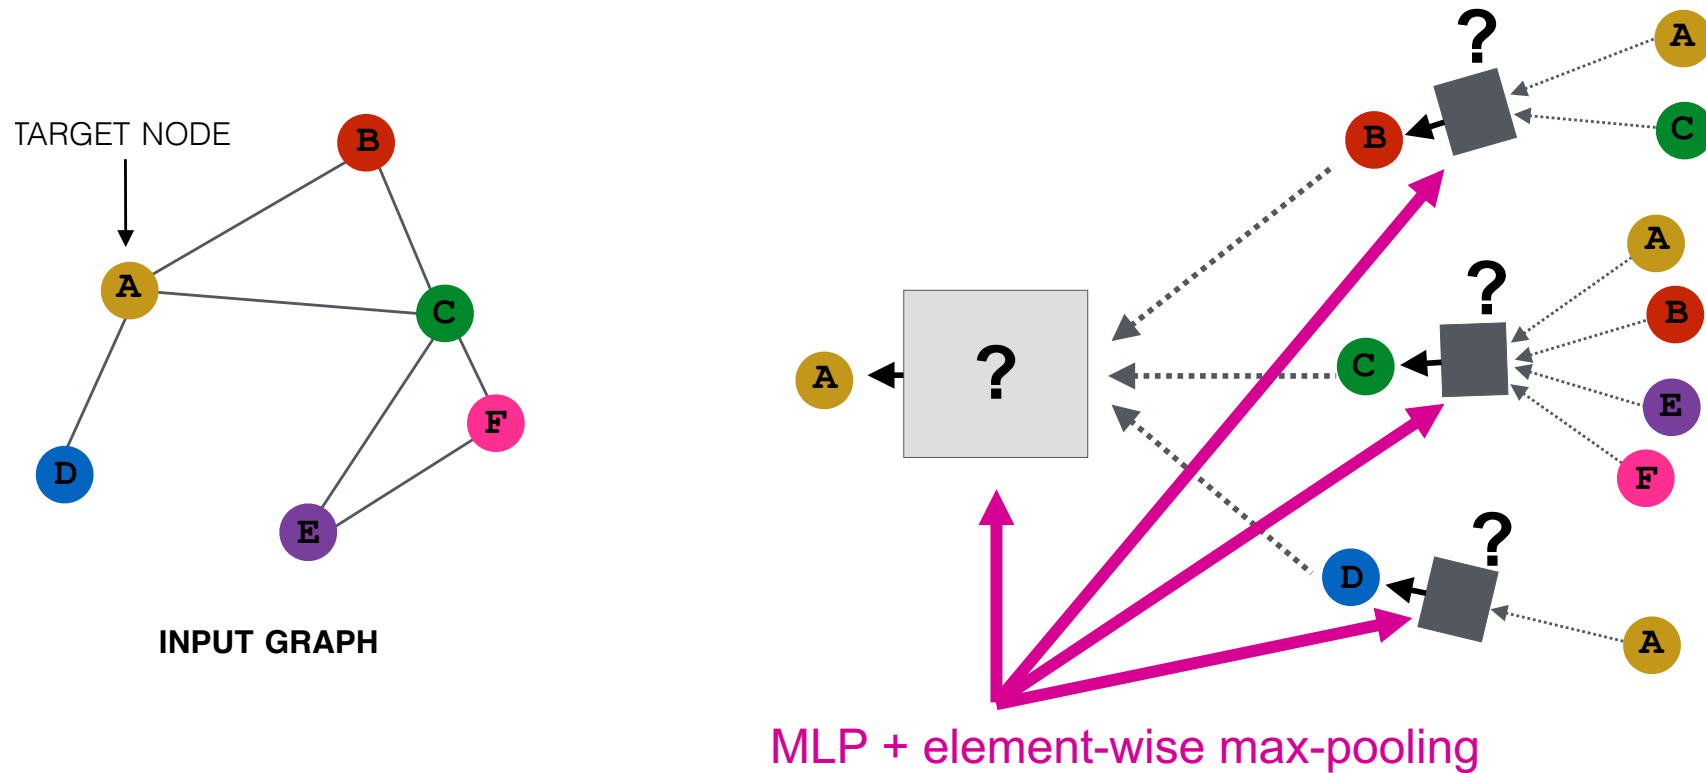 TARGET NODE
B
A
C
F
D
E
INPUT GRAPH
?
A
B
C
?
A
?
A
C
B
E
F
?
D
?
A
MLP + element-wise max-pooling